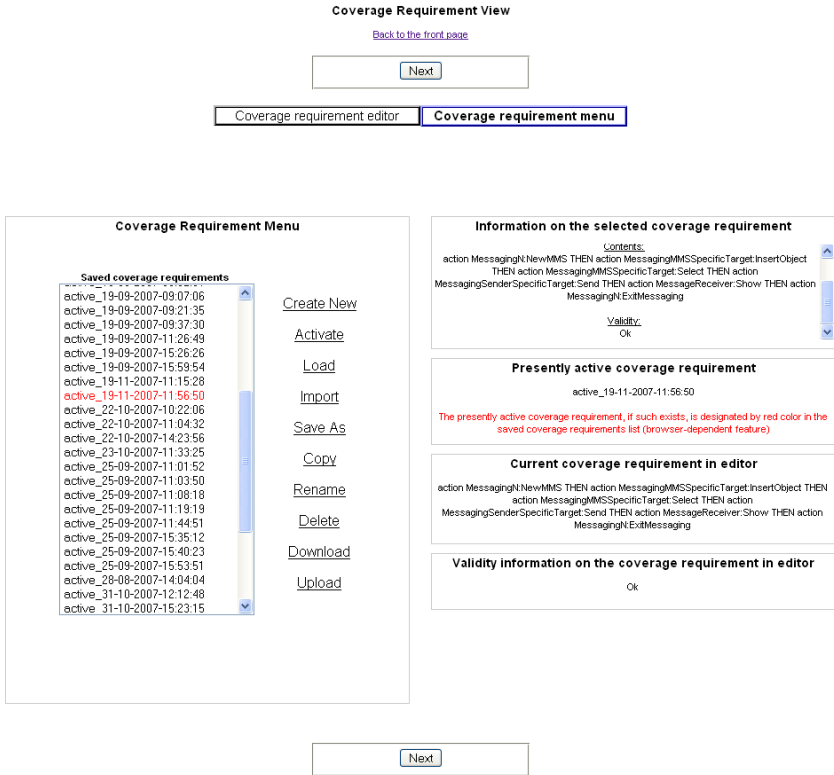 Coverage Requirement View
Back to the front page
Next
Coverage requirement editor
Coverage requirement menu
Coverage Requirement Menu
Saved coverage requirements
active_19-09-2007-09:07:06
active_19-09-2007-09:21:35
active_19-09-2007-09:37:30
active_19-09-2007-11:26:49
active_19-09-2007-15:26:26
active_19-09-2007-15:59:54
active_19-11-2007-11:15:28
active_19-11-2007-11:56:50
active_22-10-2007-10:22:06
active_22-10-2007-11:04:32
active_22-10-2007-14:23:56
active_23-10-2007-11:33:25
active_25-09-2007-11:01:52
active_25-09-2007-11:03:50
active_25-09-2007-11:08:18
active_25-09-2007-11:19:19
active_25-09-2007-11:44:51
active_25-09-2007-15:35:12
active_25-09-2007-15:40:23
active_25-09-2007-15:53:51
active_28-08-2007-14:04:04
active_31-10-2007-12:12:48
active_31-10-2007-15:23:15
Create New
Activate
Load
Import
Save As
Copy
Rename
Delete
Download
Upload
Information on the selected coverage requirement
Contents:
action MessagingN:NewMMS THEN action MessagingMMSSpecificTarget:InsertObject
THEN action MessagingMMSSpecificTarget:Select THEN action
MessagingSenderSpecificTarget:Send THEN action MessageReceiver:Show THEN action
MessagingN:ExitMessaging
Validity:
Ok
Presently active coverage requirement
active_19-11-2007-11:56:50
The presently active coverage requirement, if such exists, is designated by red color in the
saved coverage requirements list (browser-dependent feature)
Current coverage requirement in editor
action MessagingN:NewMMS THEN action MessagingMMSSpecificTarget:InsertObject THEN
action MessagingMMSSpecificTarget:Select THEN action
MessagingSenderSpecificTarget:Send THEN action MessageReceiver:Show THEN action
MessagingN:ExitMessaging
Validity information on the coverage requirement in editor
Ok
Next